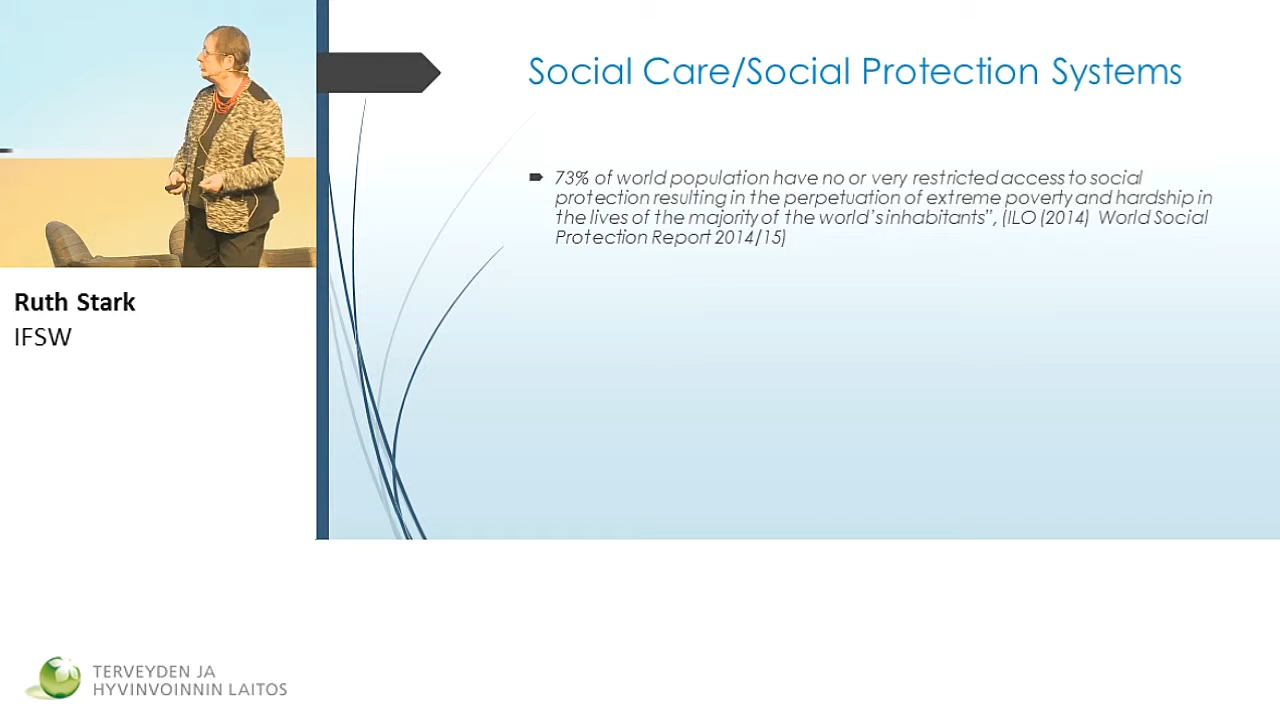 Social Care/Social Protection Systems
73% of world population have no or very restricted access to social
protection resulting in the perpetuation of extreme poverty and hardship in
the lives of the majority of the world's inhabitants", (ILO (2014) World Social
Protection Report 2014/15)
Ruth Stark
IFSW
TERVEYDEN JA
HYVINVOINNIN LAITOS